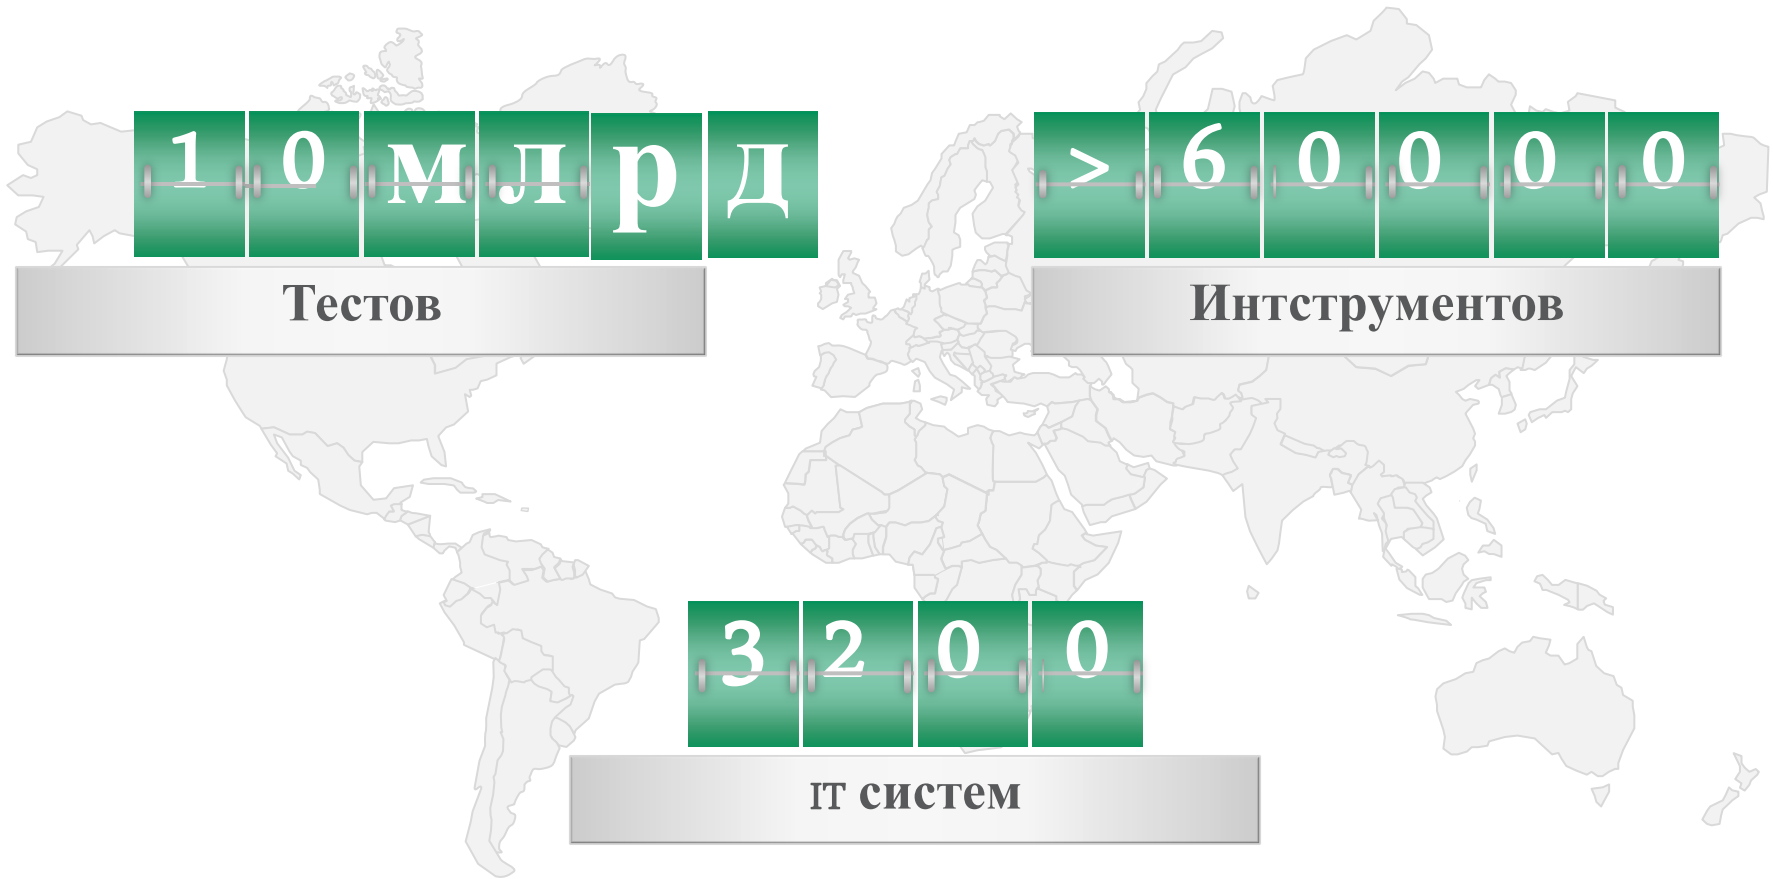 10млрд
Тестов
>60000
Интструментов
3200
IT систем